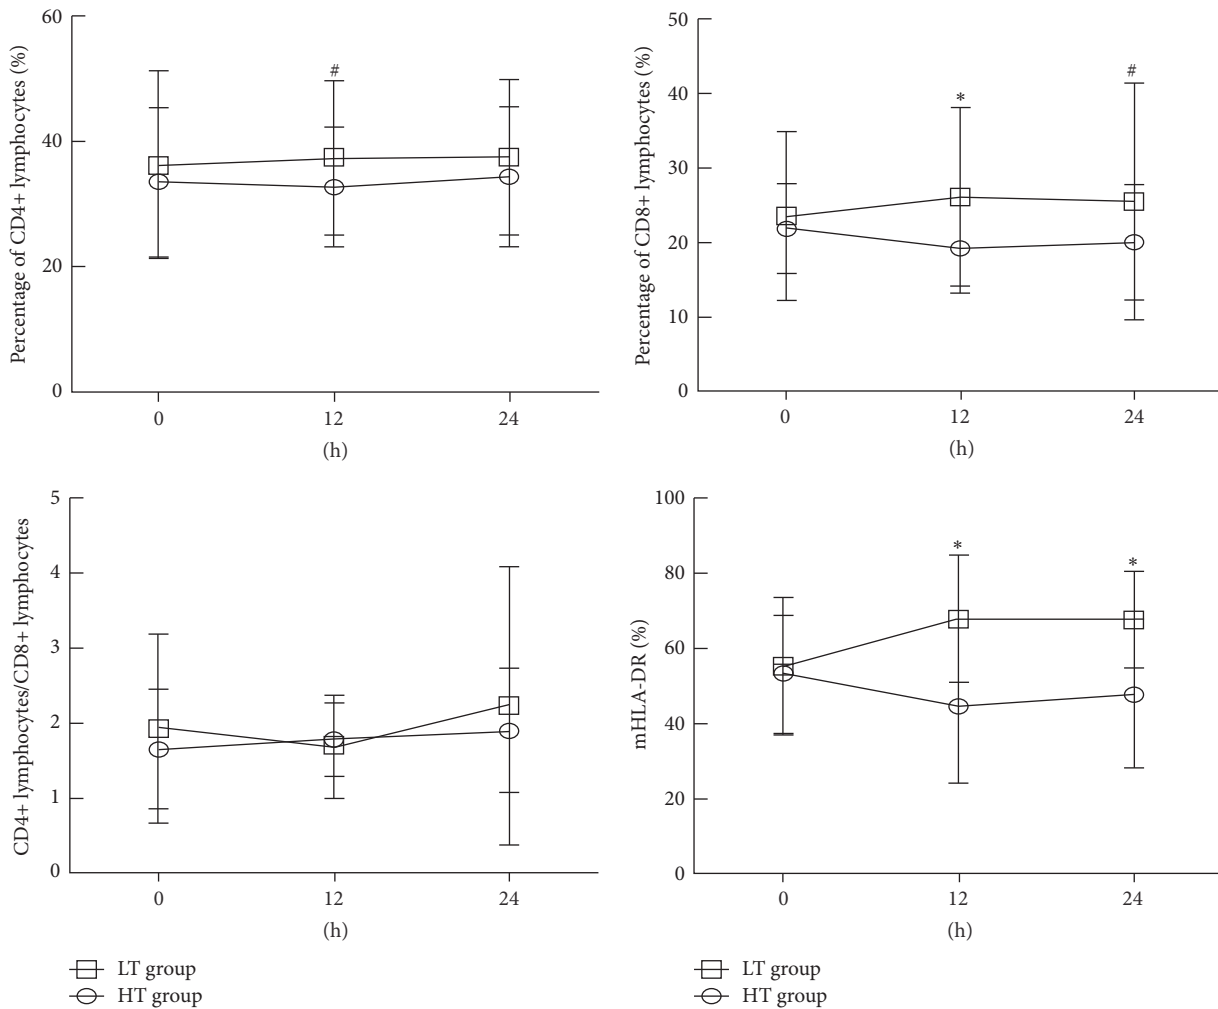 60
40
20
0
Percentage of CD4+ lymphocytes (%)
#
0 12 24
(h)
50
40
30
20
10
0
Percentage of CD8+ lymphocytes (%)
*
#
0 12 24
(h)
5
4
3
2
1
0
CD4+ lymphocytes/CD8+ lymphocytes
0 12 24
(h)
LT group
HT group
100
80
60
40
20
0
mHLA-DR (%)
*
*
0 12 24
(h)
LT group
HT group